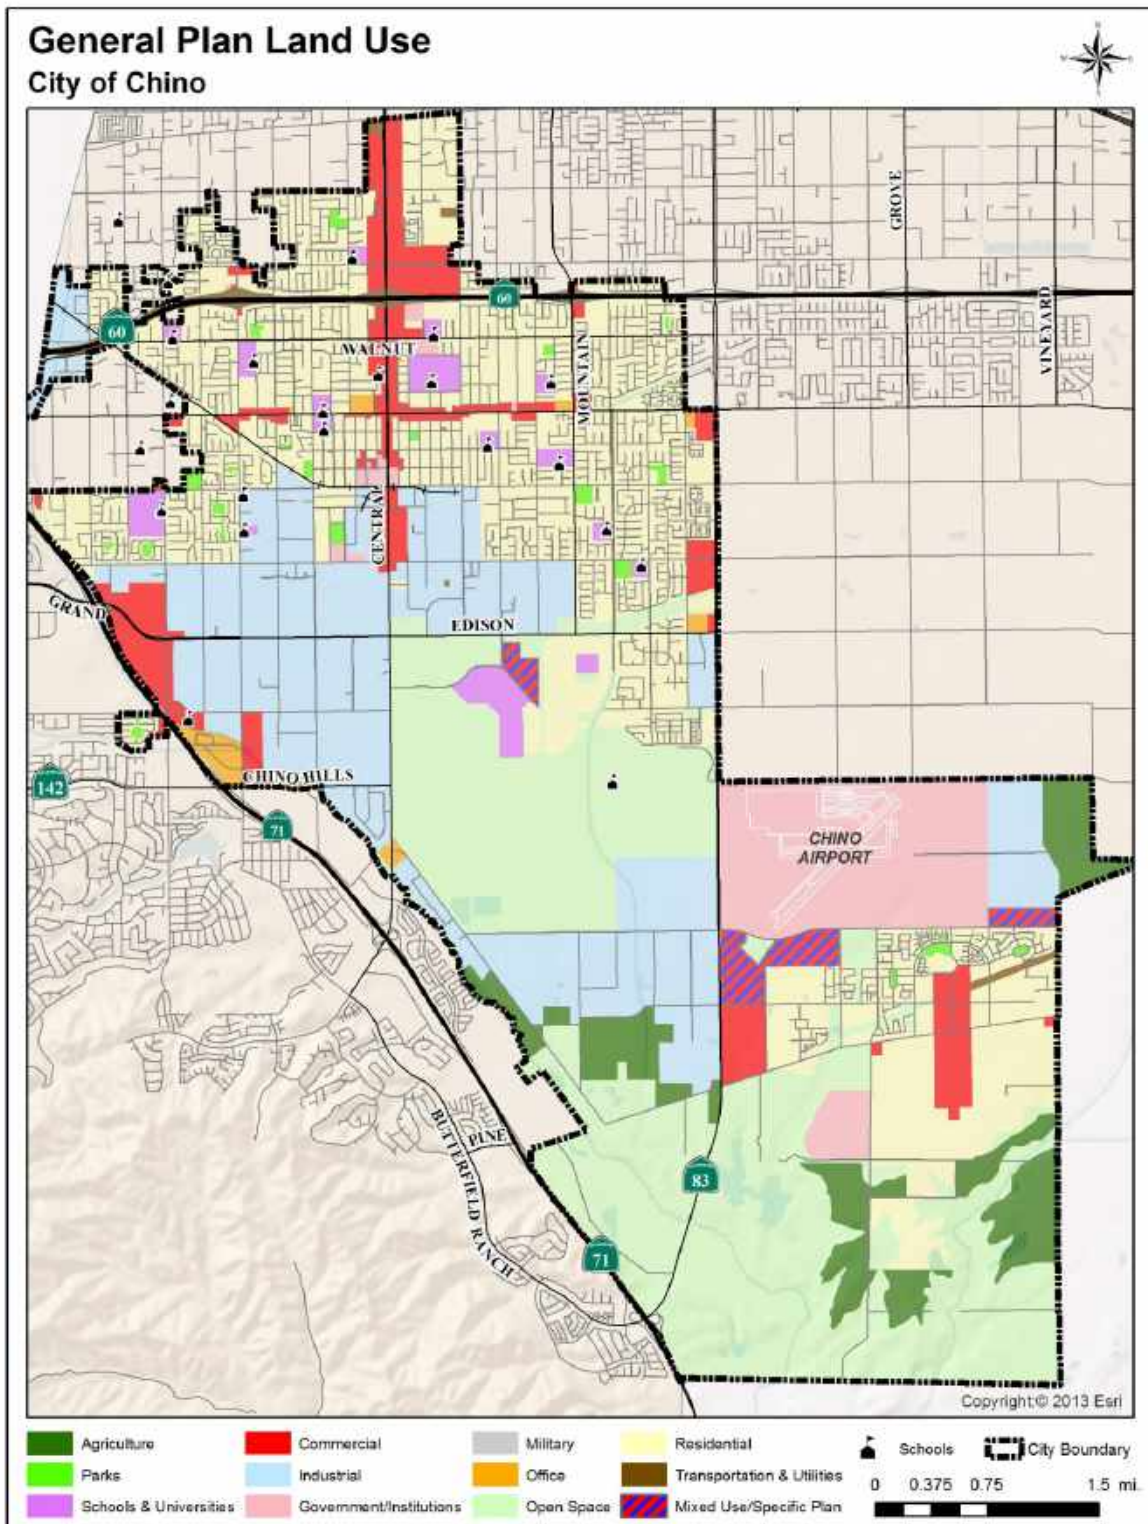 General Plan Land Use
City of Chino
GROVE
60
60
WALNUT
MOUNTAIN
VINEYARD
CENTRAL
GRAND
EDISON
142
CHINO HILLS
71
CHINO
AIRPORT
BUTTERFIELD RANCH
PINE
83
71
Copyright:© 2013 Esri
Agriculture
Commercial
Military
Residential
Schools
City Boundary
Parks
Industrial
Office
Transportation & Utilities
0 0.375 0.75 1.5 mi.
Schools & Universities
Government/Institutions
Open Space
Mixed Use/Specific Plan